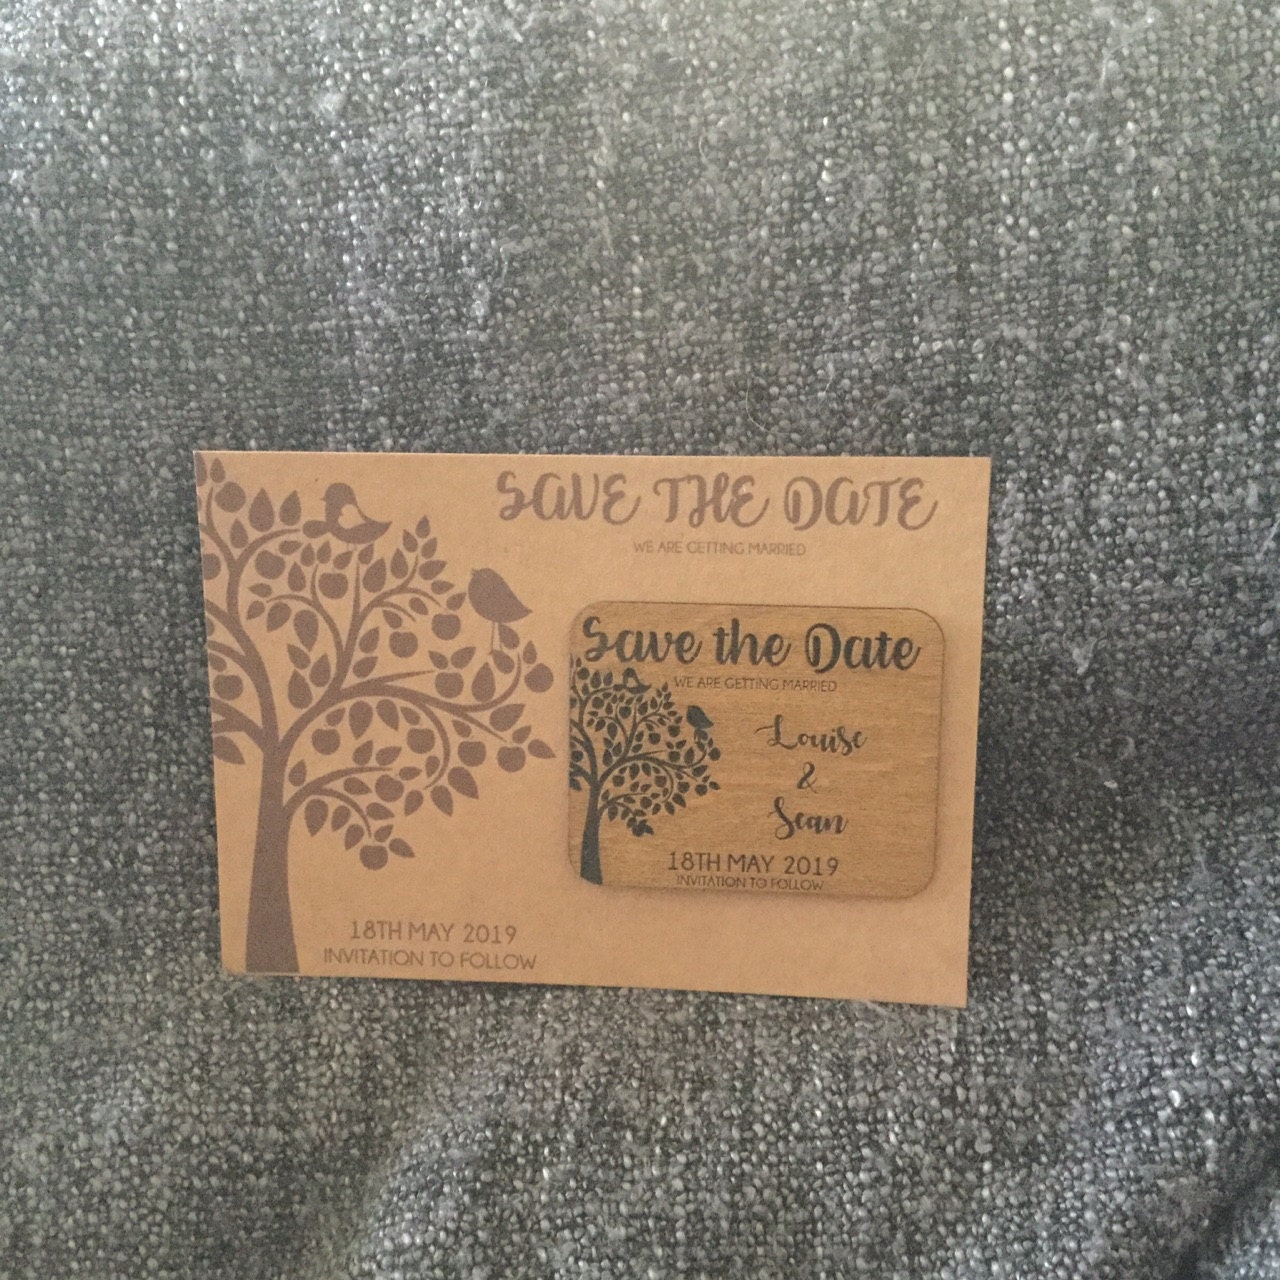 SAVE THE DATE
WE ARE GETTING MARRIED
Save the Date
WE ARE GETTING MARRIED
Louise
&
Sean
18TH MAY 2019
INVITATION TO FOLLOW
18TH MAY 2019
INVITATION TO FOLLOW